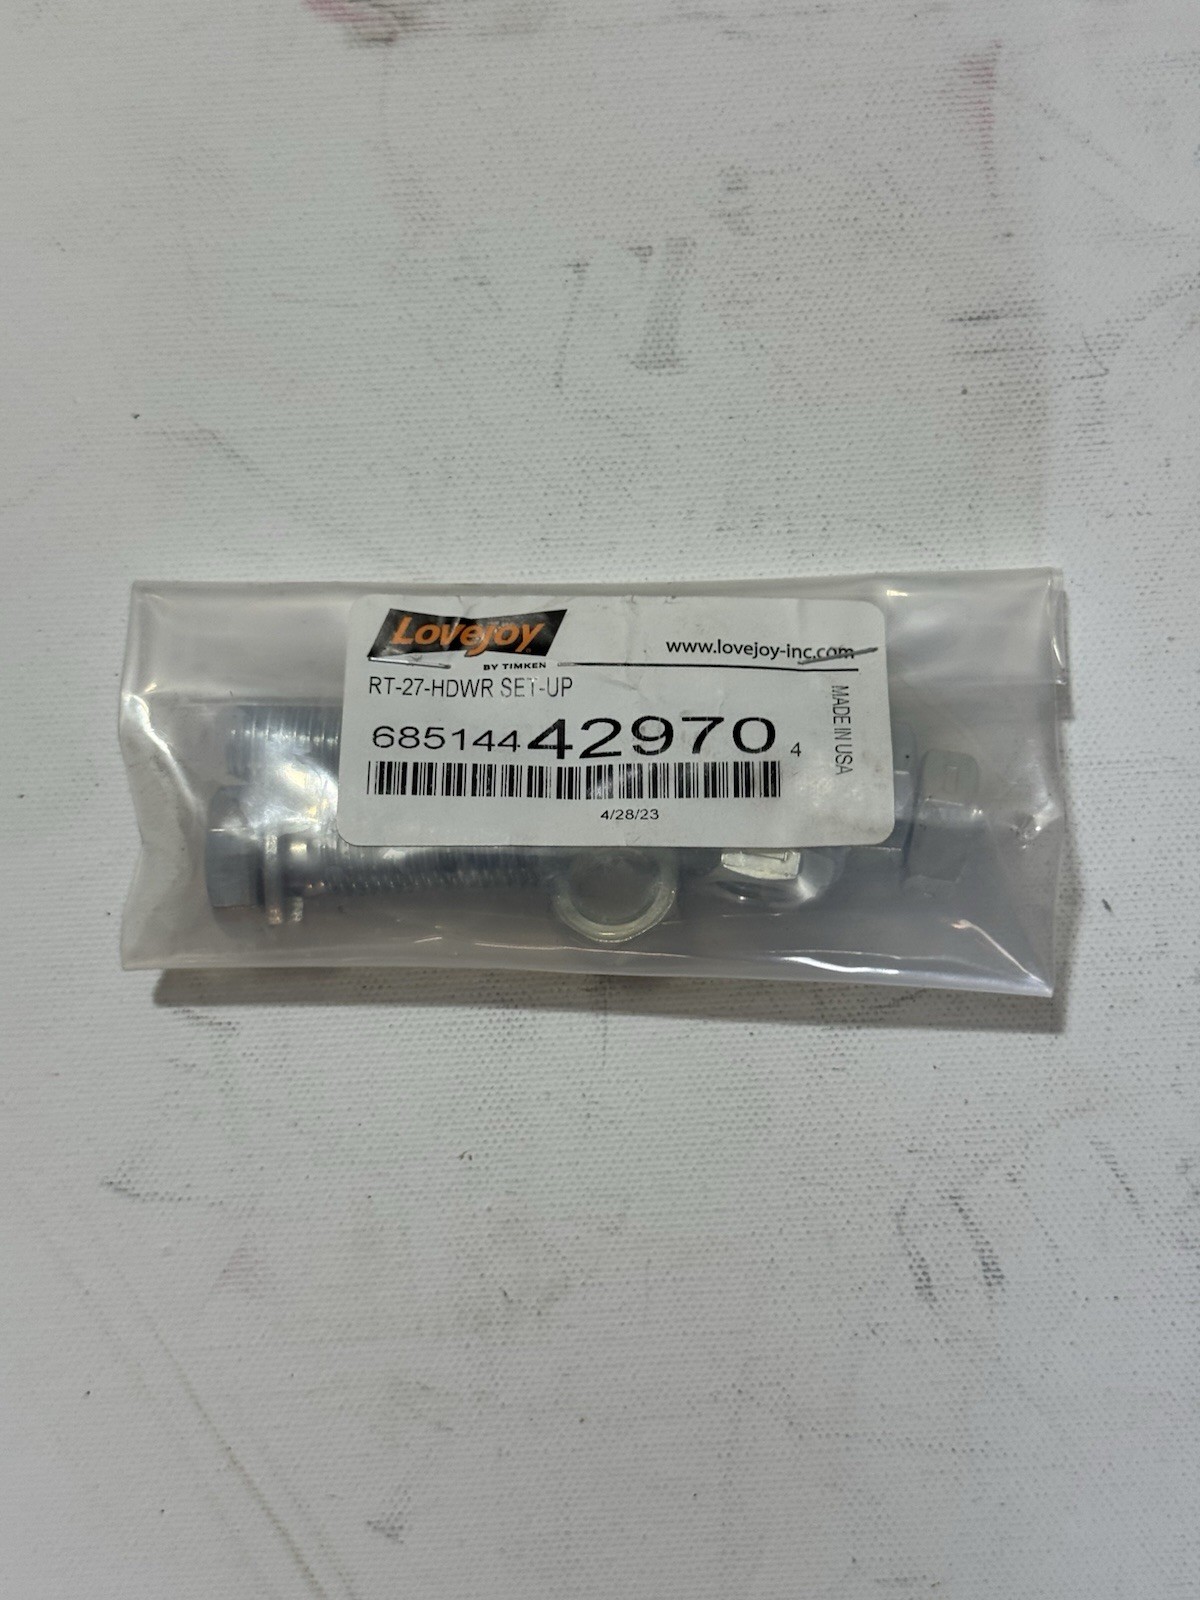 Lovejoy
BY TIMKEN
www.lovejoy-inc.com
RT-27-HDWR SET-UP
685144 42970 4
4/28/23
MADE IN USA